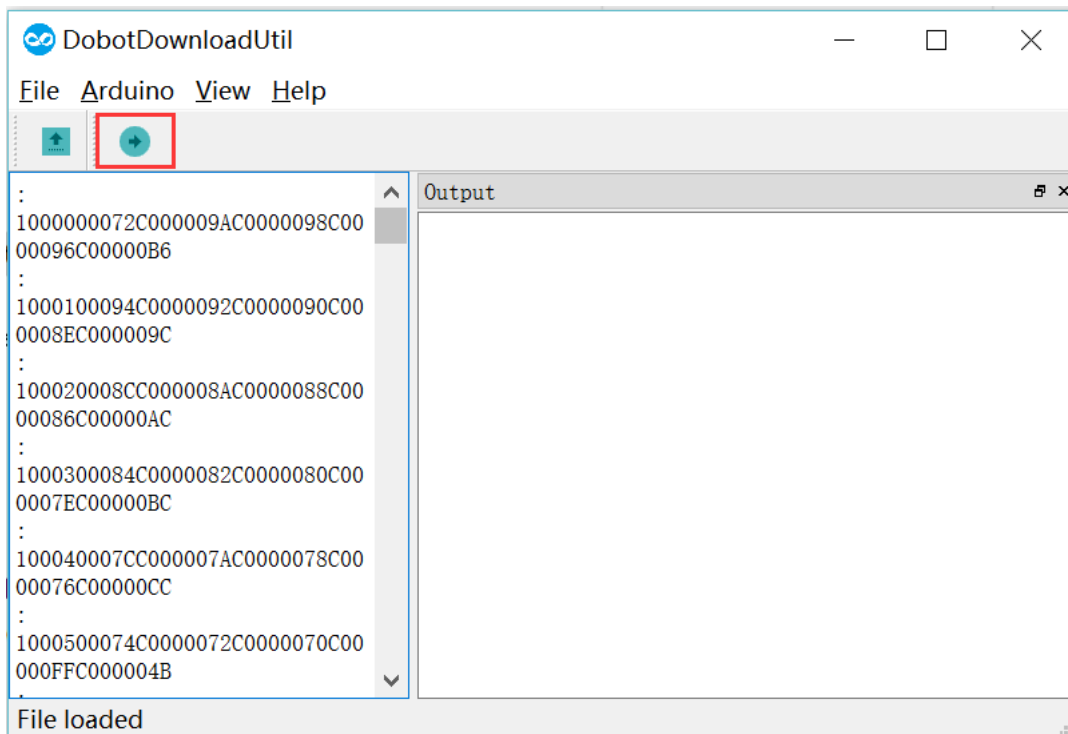 DobotDownloadUtil
File Arduino View Help
:
1000000072C000009AC0000098C00
00096C00000B6
:
1000100094C0000092C0000090C00
0008EC000009C
:
100020008CC000008AC0000088C00
00086C00000AC
:
1000300084C0000082C0000080C00
0007EC00000BC
:
100040007CC000007AC0000078C00
00076C00000CC
:
1000500074C0000072C0000070C00
000FFC000004B
Output
File loaded